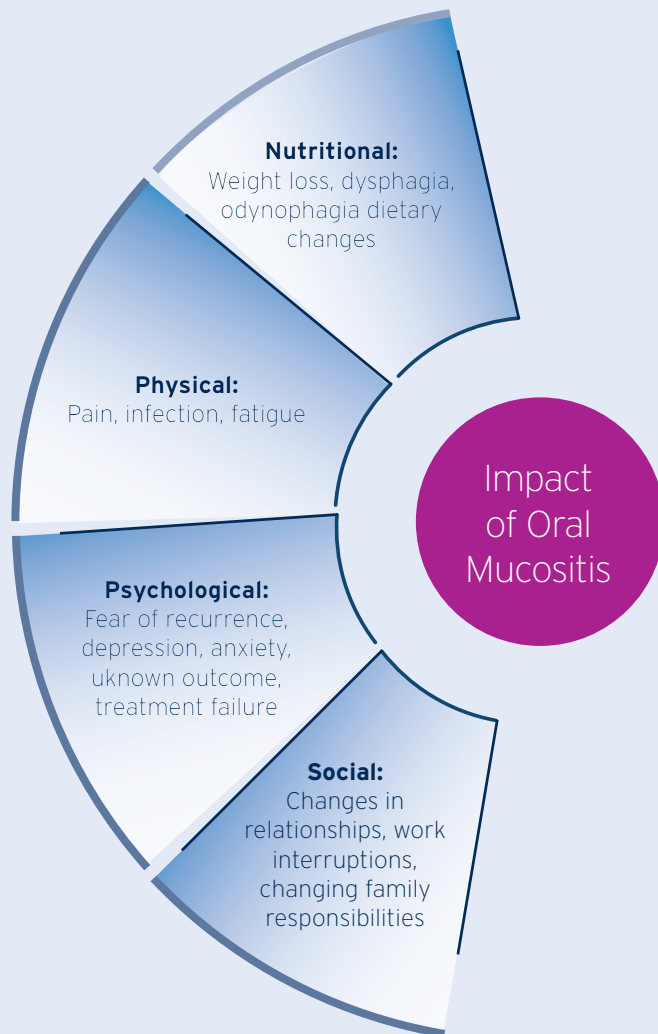 Nutritional:
Weight loss, dysphagia,
odynophagia dietary
changes
Physical:
Pain, infection, fatigue
Impact
of Oral
Mucositis
Psychological:
Fear of recurrence,
depression, anxiety,
uknown outcome,
treatment failure
Social:
Changes in
relationships, work
interruptions,
changing family
responsibilities